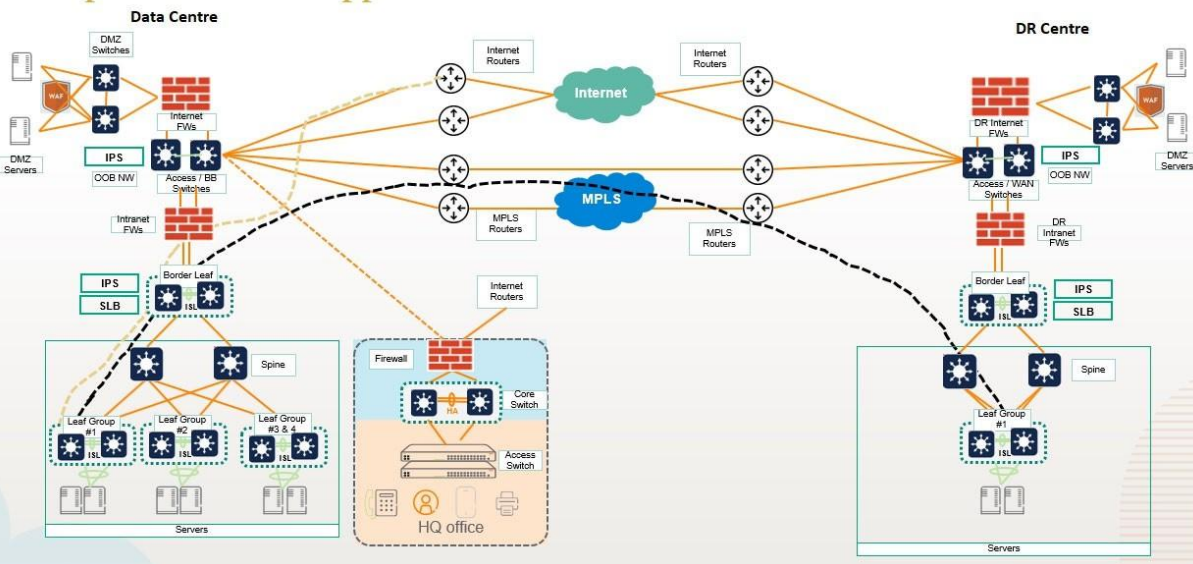 Data Centre
DR Centre
DMZ
Switches
Internet
Routers
Internet
Routers
WAF
Internet
FWs
Internet
DR Internet
FWs
WAF
DMZ
Servers
IPS
OOB NW
Access / BB
Switches
Access / WAN
Switches
IPS
OOB NW
DMZ
Servers
Intranet
FWs
MPLS
Routers
MPLS
MPLS
Routers
DR
Intranet
FWs
IPS
SLB
Border Leaf
ISL
Internet
Routers
Border Leaf
ISL
IPS
SLB
Spine
Firewall
Spine
Core
Switch
HA
Leaf Group
#1
ISL
Leaf Group
#2
ISL
Leaf Group
#3 & 4
ISL
Access
Switch
Leaf Group
#1
ISL
HQ office
Servers
Servers